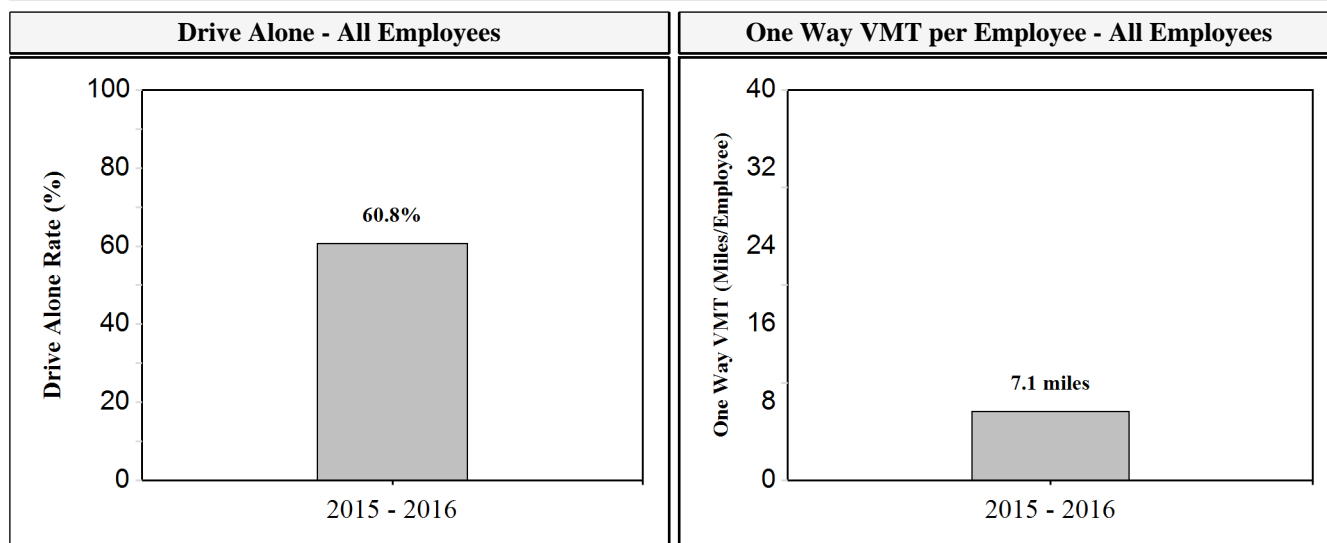 Drive Alone - All Employees
Drive Alone Rate (%)
100
80
60
40
20
0
60.8%
2015 - 2016
One Way VMT per Employee - All Employees
One Way VMT (Miles/Employee)
40
32
24
16
8
0
7.1 miles
2015 - 2016